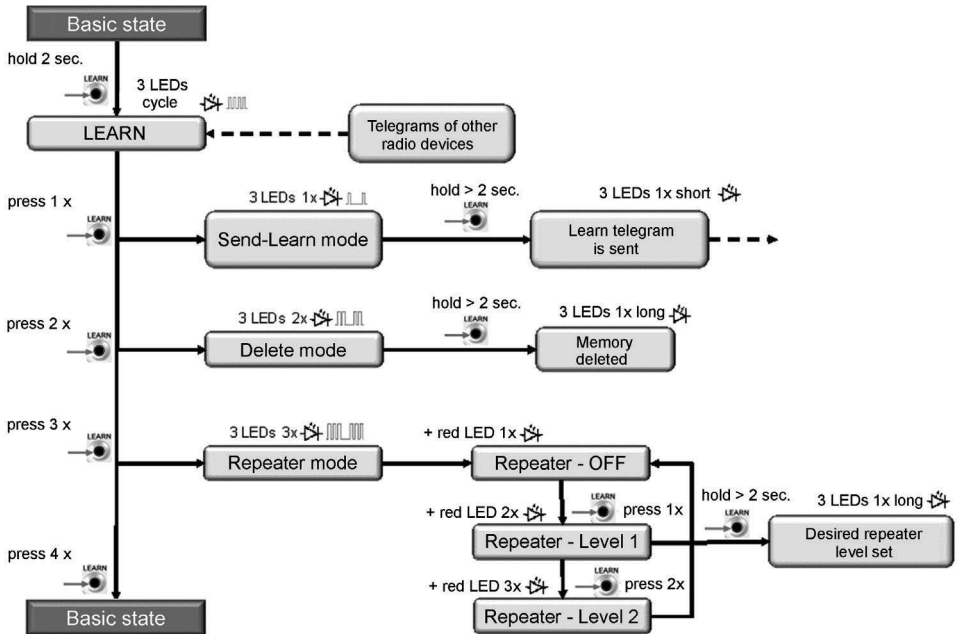 Basic state
hold 2 sec.
LEARN
3 LEDs
cycle
LEARN
Telegrams of other
radio devices
press 1 x
LEARN
3 LEDs 1x
Send-Learn mode
hold > 2 sec.
LEARN
3 LEDs 1x short
Learn telegram
is sent
press 2 x
LEARN
3 LEDs 2x
Delete mode
hold > 2 sec.
LEARN
3 LEDs 1x long
Memory
deleted
press 3 x
LEARN
3 LEDs 3x
Repeater mode
+ red LED 1x
Repeater - OFF
LEARN
press 1x
+ red LED 2x
Repeater - Level 1
hold > 2 sec.
LEARN
3 LEDs 1x long
Desired repeater
level set
+ red LED 3x
LEARN
press 2x
Repeater - Level 2
press 4 x
LEARN
Basic state